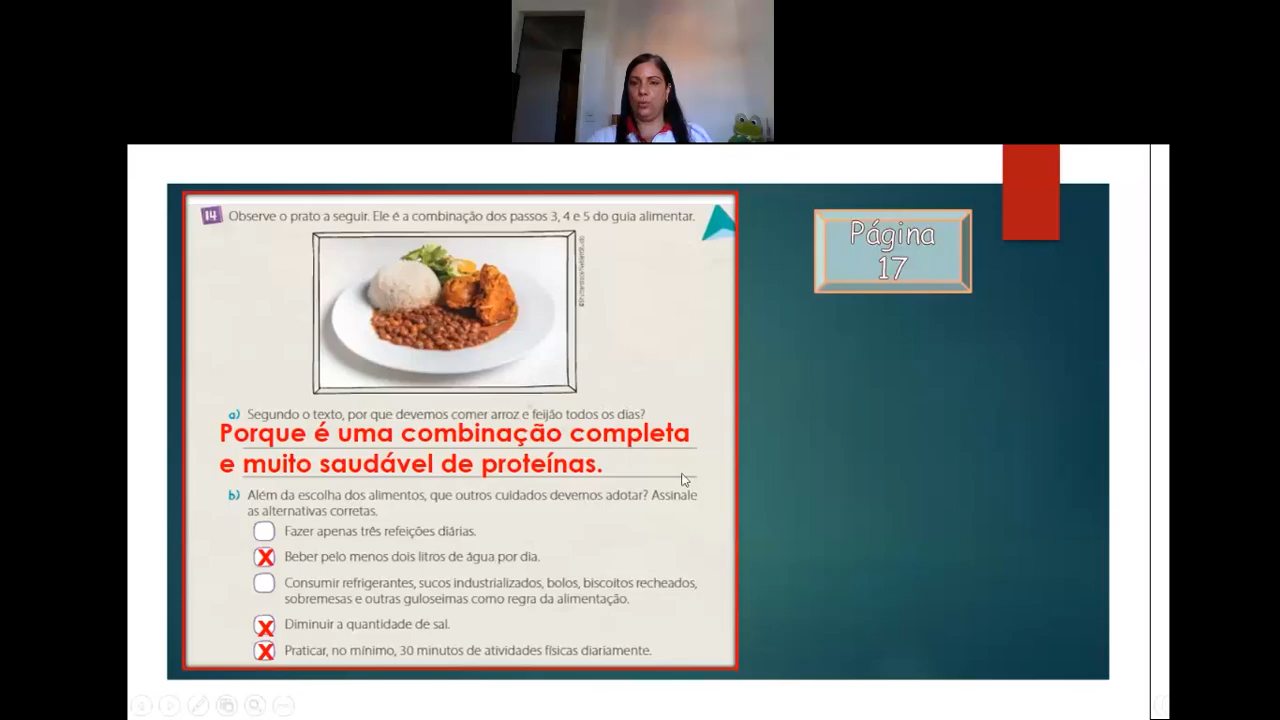 14 Observe o prato a seguir. Ele é a combinação dos passos 3, 4 e 5 do guia alimentar.
Página
17
a) Segundo o texto, por que devemos comer arroz e feijão todos os dias?
Porque é uma combinação completa
e muito saudável de proteínas.
b) Além da escolha dos alimentos, que outros cuidados devemos adotar? Assinale
as alternativas corretas.
Fazer apenas três refeições diárias.
X Beber pelo menos dois litros de água por dia.
Consumir refrigerantes, sucos industrializados, bolos, biscoitos recheados,
sobremesas e outras guloseimas como regra da alimentação.
X Diminuir a quantidade de sal.
X Praticar, no mínimo, 30 minutos de atividades físicas diariamente.